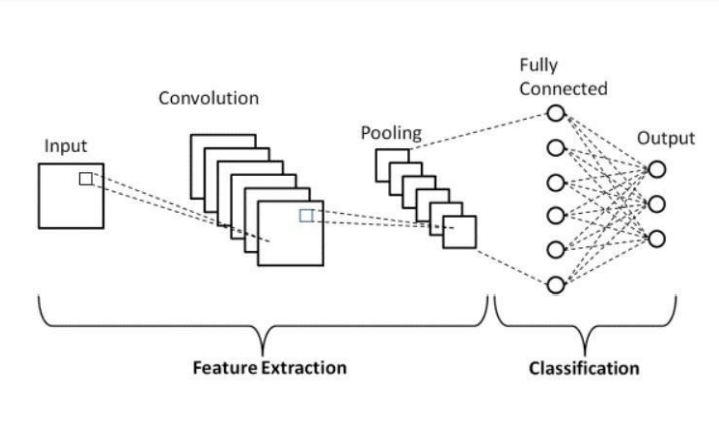 Input
Convolution
Pooling
Fully
Connected
Output
Feature Extraction
Classification